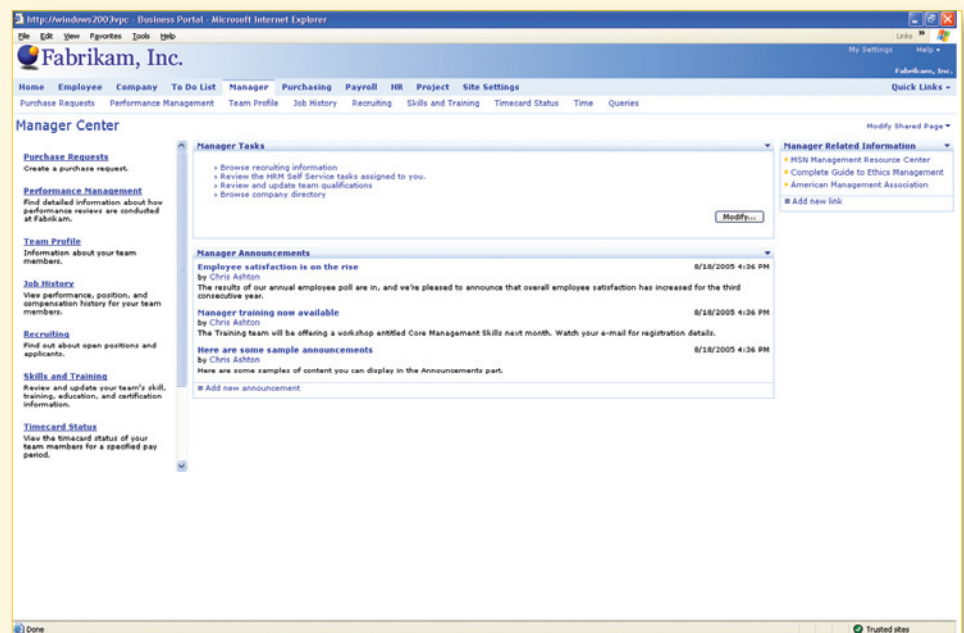 http://windows2003vpc - Business Portal - Microsoft Internet Explorer
File Edit View Favorites Tools Help
Links »
Fabrikam, Inc.
My Settings Help
Fabrikam, Inc.
Home Employee Company To Do List Manager Purchasing Payroll HR Project Site Settings
Quick Links
Purchase Requests Performance Management Team Profile Job History Recruiting Skills and Training Timecard Status Time Queries
Manager Center
Modify Shared Page
Purchase Requests
Create a purchase request.
Performance Management
Find detailed information about how
performance reviews are conducted
at Fabrikam.
Team Profile
Information about your team
members.
Job History
View performance, position, and
compensation history for your team
members.
Recruiting
Find out about open positions and
applicants.
Skills and Training
Review and update your team's skill,
training, education, and certification
information.
Timecard Status
View the timecard status of your
team members for a specified pay
period.
Manager Tasks
Browse recruiting information
Review the HRM Self Service tasks assigned to you.
Review and update team qualifications
Browse company directory
Modify...
Manager Announcements
Employee satisfaction is on the rise 8/18/2005 4:36 PM
by Chris Ashton
The results of our annual employee poll are in, and we're pleased to announce that overall employee satisfaction has increased for the third
consecutive year.
Manager training now available 8/18/2005 4:36 PM
by Chris Ashton
The Training team will be offering a workshop entitled Core Management Skills next month. Watch your e-mail for registration details.
Here are some sample announcements 8/18/2005 4:36 PM
by Chris Ashton
Here are some samples of content you can display in the Announcements part.
Add new announcement
Manager Related Information
MSN Management Resource Center
Complete Guide to Ethics Management
American Management Association
Add new link
Done
Trusted sites